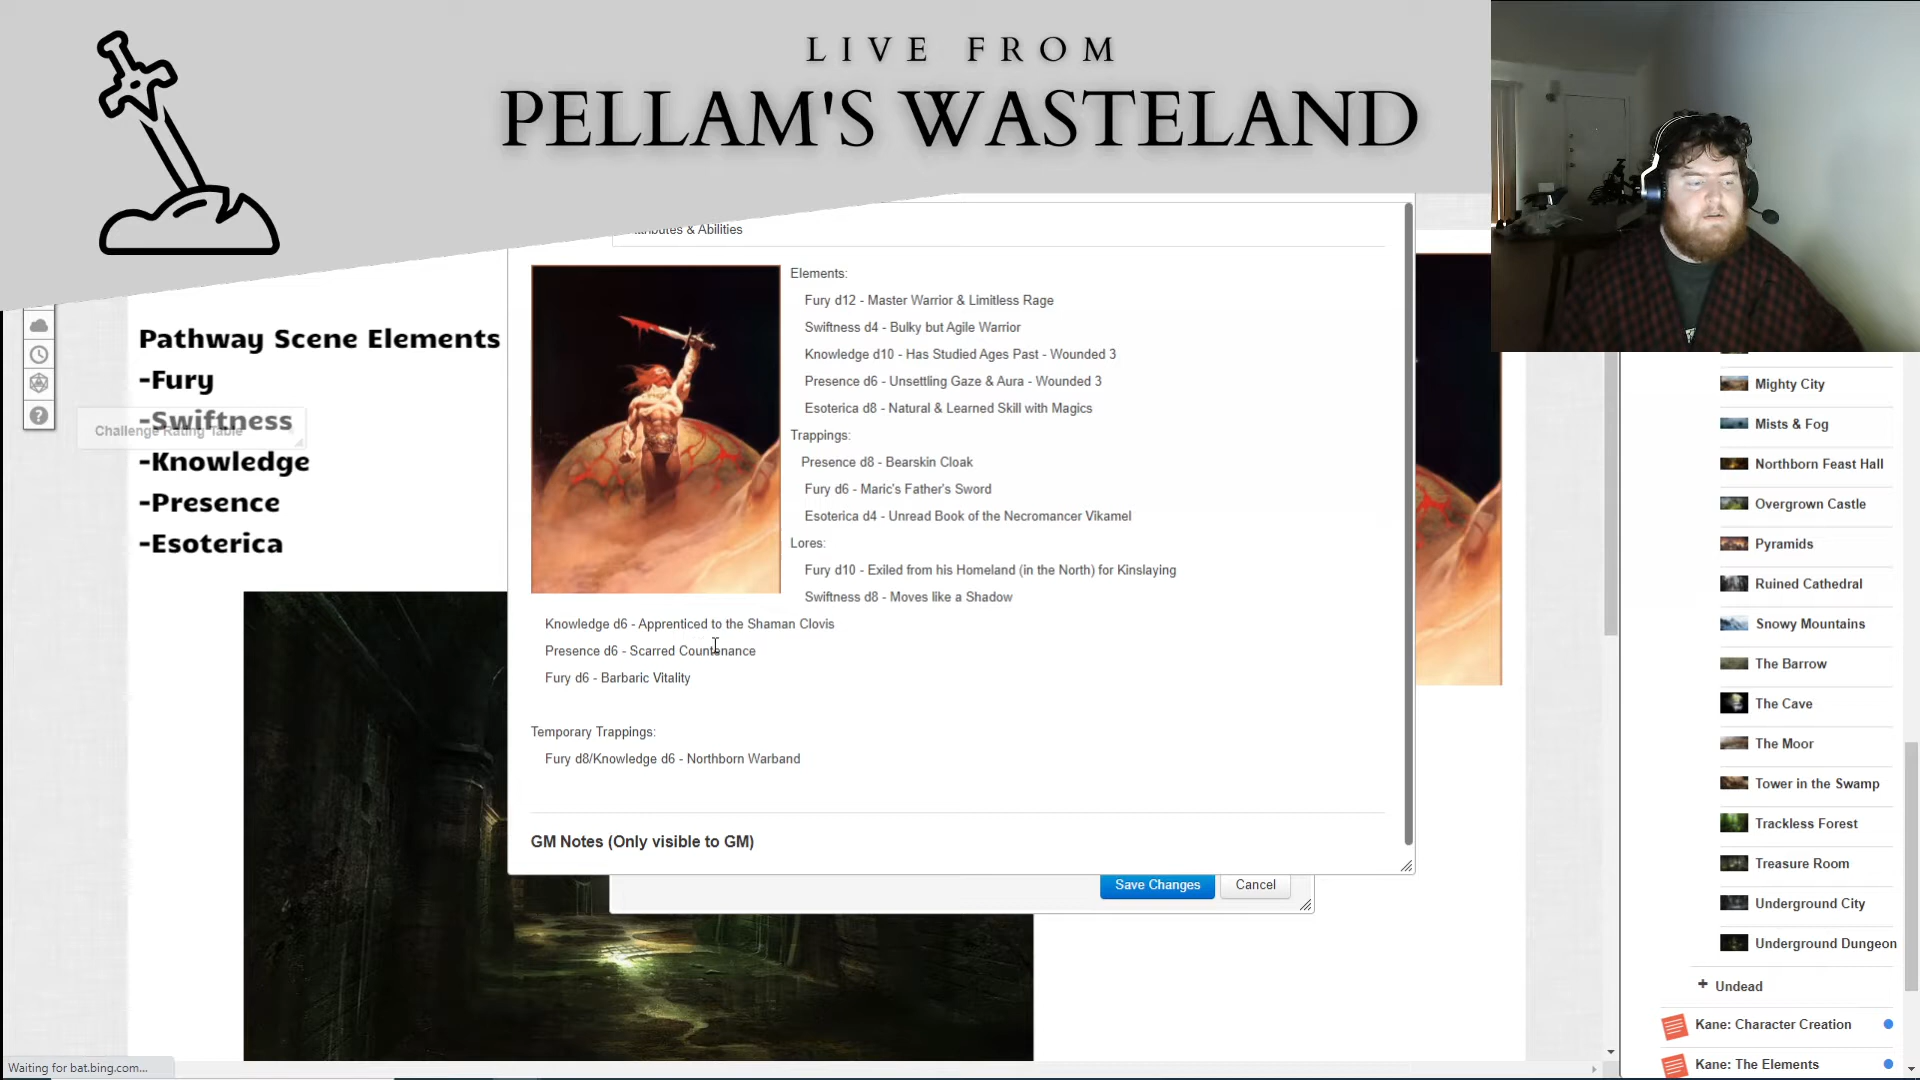 LIVE FROM
PELLAM'S WASTELAND
& Abilities
Pathway Scene Elements
-Fury
-Swiftness
Challenge Rating Table
-Knowledge
-Presence
-Esoterica
Elements:
Fury d12 - Master Warrior & Limitless Rage
Swiftness d4 - Bulky but Agile Warrior
Knowledge d10 - Has Studied Ages Past - Wounded 3
Presence d6 - Unsettling Gaze & Aura - Wounded 3
Esoterica d8 - Natural & Learned Skill with Magics
Trappings:
Presence d8 - Bearskin Cloak
Fury d6 - Maric's Father's Sword
Esoterica d4 - Unread Book of the Necromancer Vikamel
Lores:
Fury d10 - Exiled from his Homeland (in the North) for Kinslaying
Swiftness d8 - Moves like a Shadow
Knowledge d6 - Apprenticed to the Shaman Clovis
Presence d6 - Scarred Countenance
Fury d6 - Barbaric Vitality
Temporary Trappings:
Fury d8/Knowledge d6 - Northborn Warband
GM Notes (Only visible to GM)
Save Changes
Cancel
Mighty City
Mists & Fog
Northborn Feast Hall
Overgrown Castle
Pyramids
Ruined Cathedral
Snowy Mountains
The Barrow
The Cave
The Moor
Tower in the Swamp
Trackless Forest
Treasure Room
Underground City
Underground Dungeon
+ Undead
Kane: Character Creation
Kane: The Elements
Waiting for bat.bing.com...